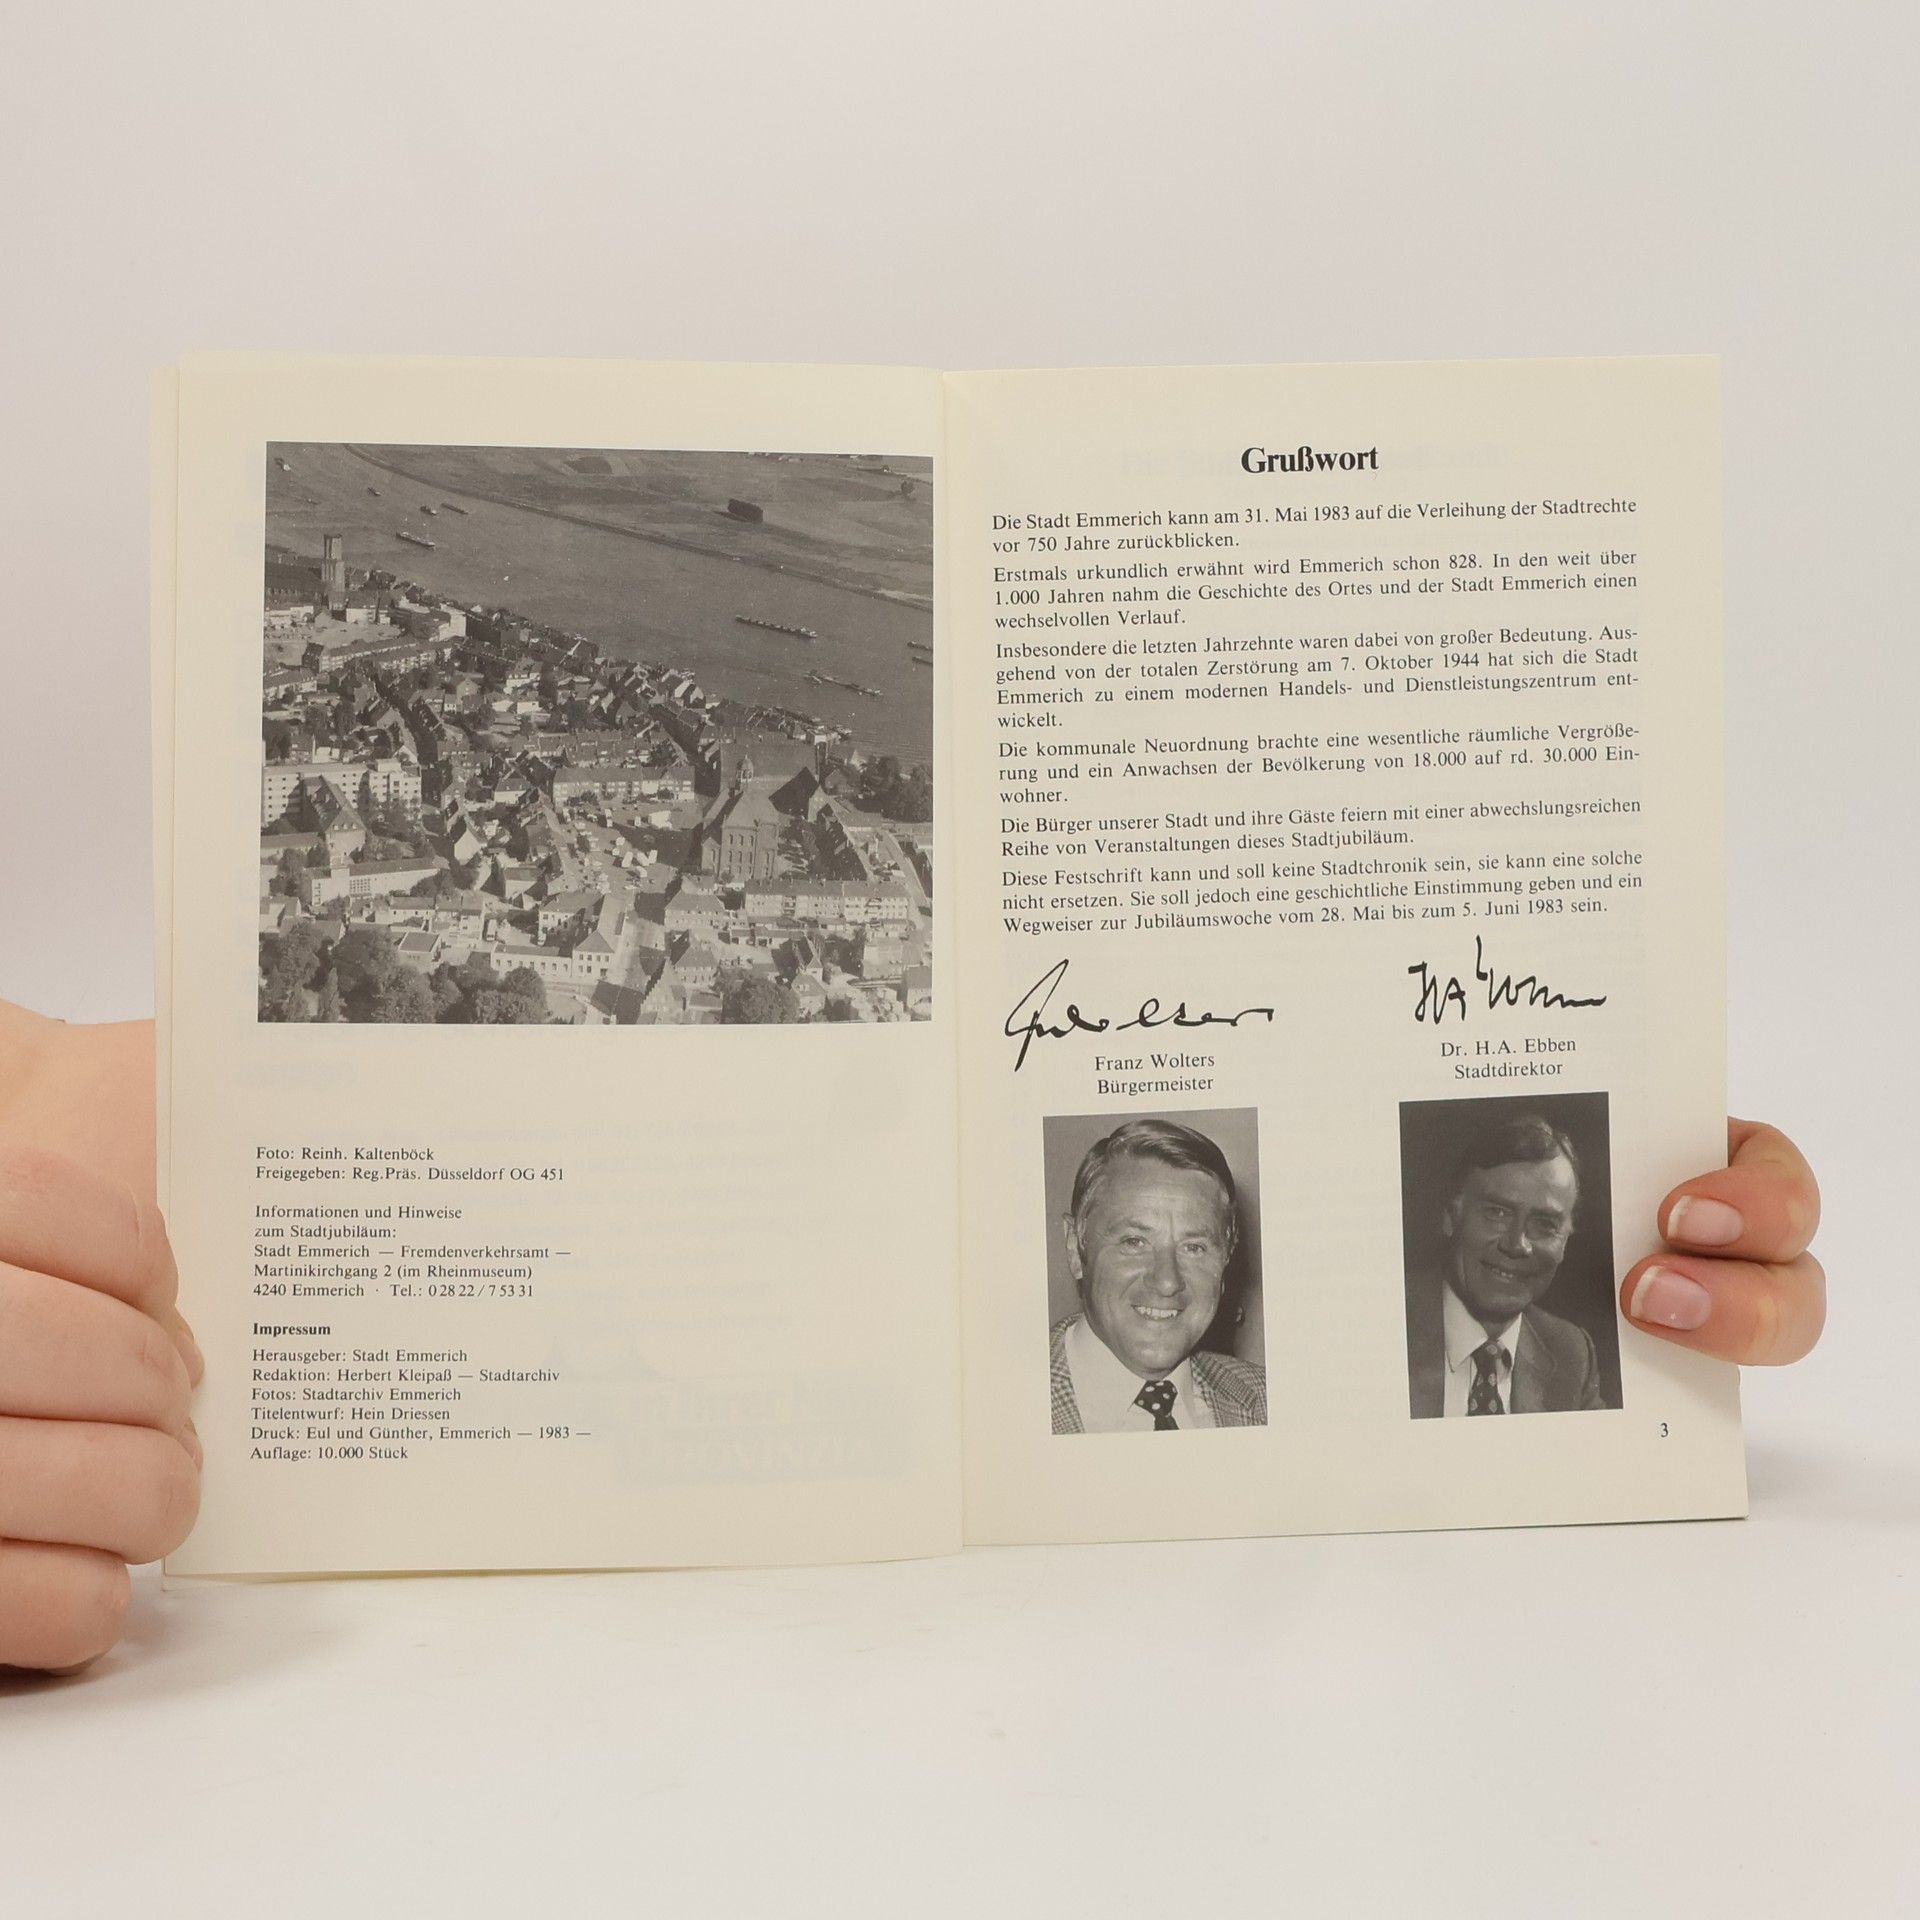 Foto: Reinh. Kaltenböck
Freigegeben: Reg.Präs. Düsseldorf OG 451
Informationen und Hinweise
zum Stadtjubiläum:
Stadt Emmerich — Fremdenverkehrsamt —
Martinikirchgang 2 (im Rheinmuseum)
4240 Emmerich · Tel.: 0 28 22 / 7 53 31
Impressum
Herausgeber: Stadt Emmerich
Redaktion: Herbert Kleipaß — Stadtarchiv
Fotos: Stadtarchiv Emmerich
Titelentwurf: Hein Driessen
Druck: Eul und Günther, Emmerich — 1983 —
Auflage: 10.000 Stück
Grußwort
Die Stadt Emmerich kann am 31. Mai 1983 auf die Verleihung der Stadtrechte
vor 750 Jahre zurückblicken.
Erstmals urkundlich erwähnt wird Emmerich schon 828. In den weit über
1.000 Jahren nahm die Geschichte des Ortes und der Stadt Emmerich einen
wechselvollen Verlauf.
Insbesondere die letzten Jahrzehnte waren dabei von großer Bedeutung. Aus-
gehend von der totalen Zerstörung am 7. Oktober 1944 hat sich die Stadt
Emmerich zu einem modernen Handels- und Dienstleistungszentrum ent-
wickelt.
Die kommunale Neuordnung brachte eine wesentliche räumliche Vergröße-
rung und ein Anwachsen der Bevölkerung von 18.000 auf rd. 30.000 Ein-
wohner.
Die Bürger unserer Stadt und ihre Gäste feiern mit einer abwechslungsreichen
Reihe von Veranstaltungen dieses Stadtjubiläum.
Diese Festschrift kann und soll keine Stadtchronik sein, sie kann eine solche
nicht ersetzen. Sie soll jedoch eine geschichtliche Einstimmung geben und ein
Wegweiser zur Jubiläumswoche vom 28. Mai bis zum 5. Juni 1983 sein.
Franz Wolters
Bürgermeister
Dr. H.A. Ebben
Stadtdirektor
3